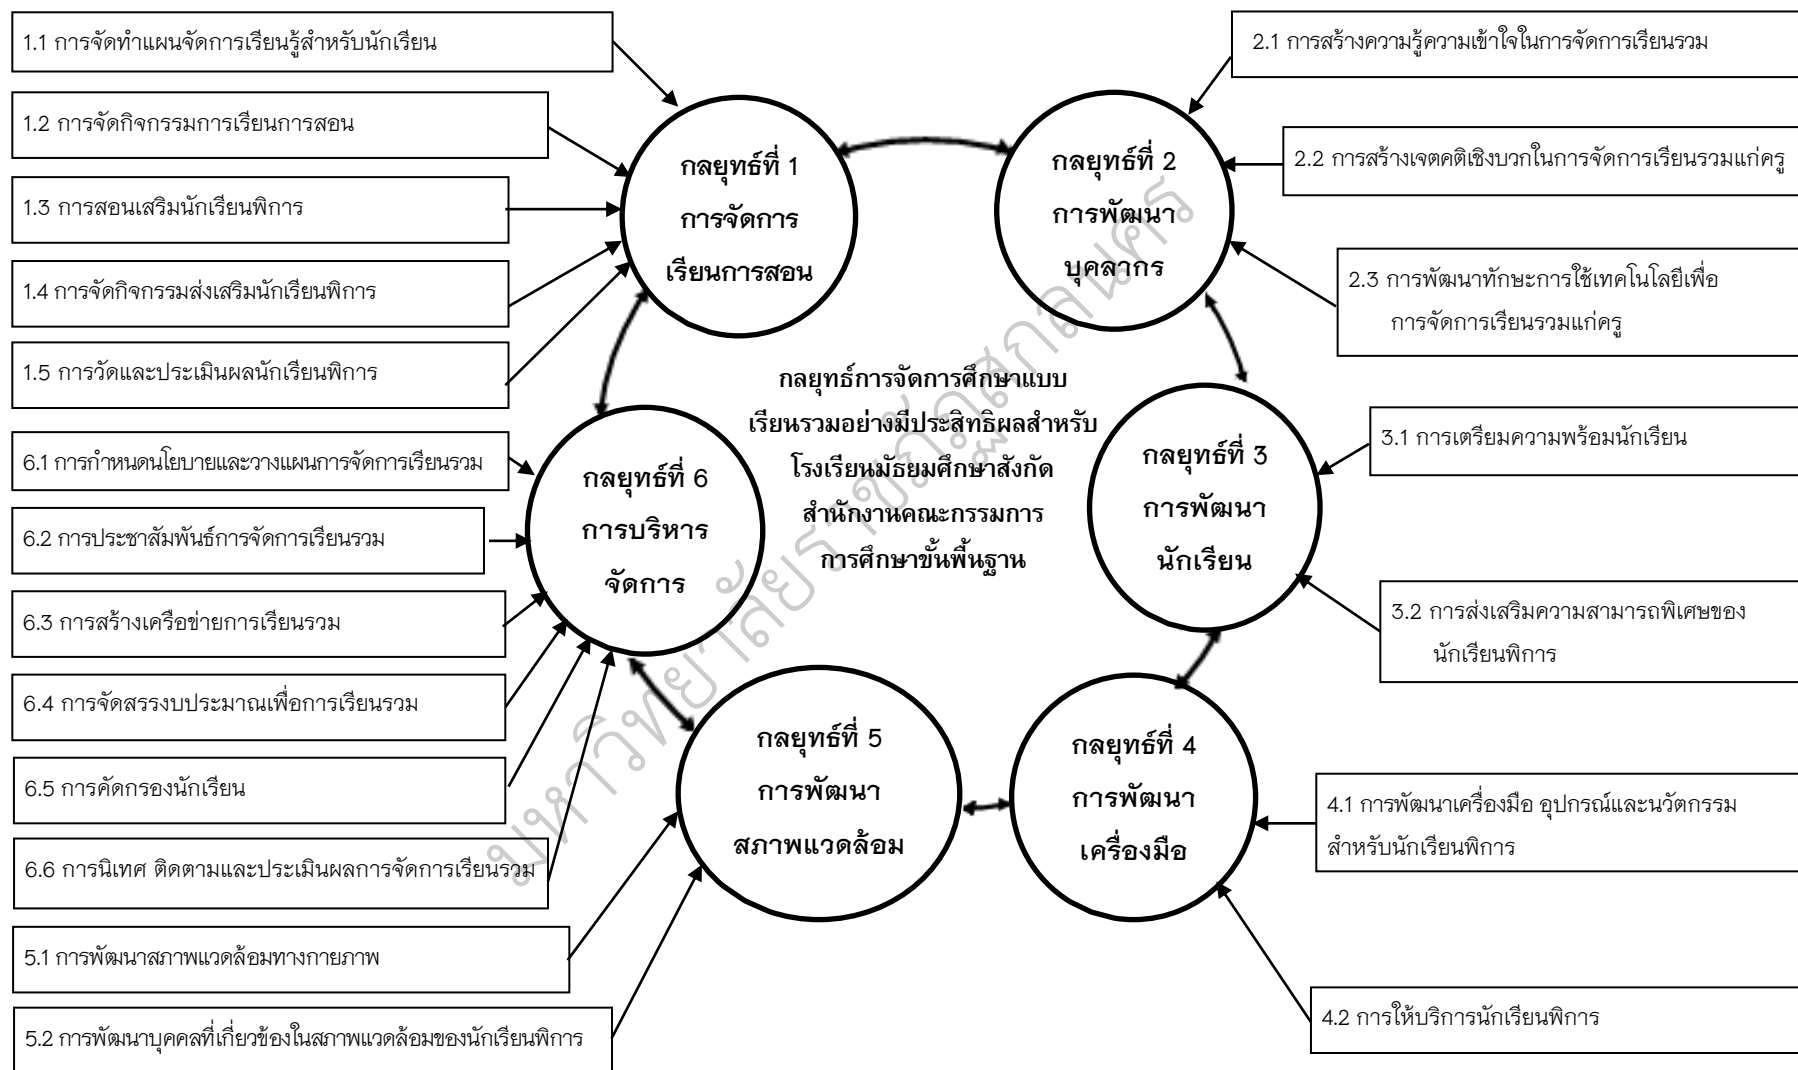 1.1 การจัดทำแผนจัดการเรียนรู้สำหรับนักเรียน
1.2 การจัดกิจกรรมการเรียนการสอน
1.3 การสอนเสริมนักเรียนพิการ
1.4 การจัดกิจกรรมส่งเสริมนักเรียนพิการ
1.5 การวัดและประเมินผลนักเรียนพิการ
กลยุทธ์ที่ 1
การจัดการ
เรียนการสอน
กลยุทธ์ที่ 2
การพัฒนา
บุคลากร
2.1 การสร้างความรู้ความเข้าใจในการจัดการเรียนรวม
2.2 การสร้างเจตคติเชิงบวกในการจัดการเรียนรวมแก่ครู
2.3 การพัฒนาทักษะการใช้เทคโนโลยีเพื่อ
การจัดการเรียนรวมแก่ครู
กลยุทธ์การจัดการศึกษาแบบ
เรียนรวมอย่างมีประสิทธิผลสำหรับ
โรงเรียนมัธยมศึกษาสังกัด
สำนักงานคณะกรรมการ
การศึกษาขั้นพื้นฐาน
กลยุทธ์ที่ 3
การพัฒนา
นักเรียน
3.1 การเตรียมความพร้อมนักเรียน
3.2 การส่งเสริมความสามารถพิเศษของ
นักเรียนพิการ
6.1 การกำหนดนโยบายและวางแผนการจัดการเรียนรวม
6.2 การประชาสัมพันธ์การจัดการเรียนรวม
6.3 การสร้างเครือข่ายการเรียนรวม
6.4 การจัดสรรงบประมาณเพื่อการเรียนรวม
6.5 การคัดกรองนักเรียน
6.6 การนิเทศ ติดตามและประเมินผลการจัดการเรียนรวม
กลยุทธ์ที่ 6
การบริหาร
จัดการ
กลยุทธ์ที่ 5
การพัฒนา
สภาพแวดล้อม
กลยุทธ์ที่ 4
การพัฒนา
เครื่องมือ
4.1 การพัฒนาเครื่องมือ อุปกรณ์และนวัตกรรม
สำหรับนักเรียนพิการ
4.2 การให้บริการนักเรียนพิการ
5.1 การพัฒนาสภาพแวดล้อมทางกายภาพ
5.2 การพัฒนาบุคคลที่เกี่ยวข้องในสภาพแวดล้อมของนักเรียนพิการ
มหาวิทยาลัยราชภัฏสกลนคร